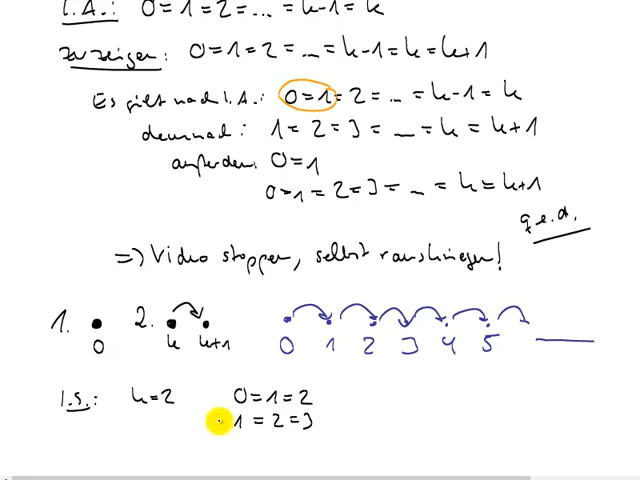 I.A.: 0=1=2=... = k-1 = k
zu zeigen: 0=1=2=... = k-1 = k = k+1
Es gilt nach I.A.: 0=1=2=... = k-1 = k
demnach: 1=2=3=... = k = k+1
außerdem: 0=1
0=1=2=3=... = k = k+1
q.e.d.
=> Video stoppen, selbst rauskriegen!
1. 2.
0 k k+1 0 1 2 3 4 5
I.S.: k=2 0=1=2
1=2=3